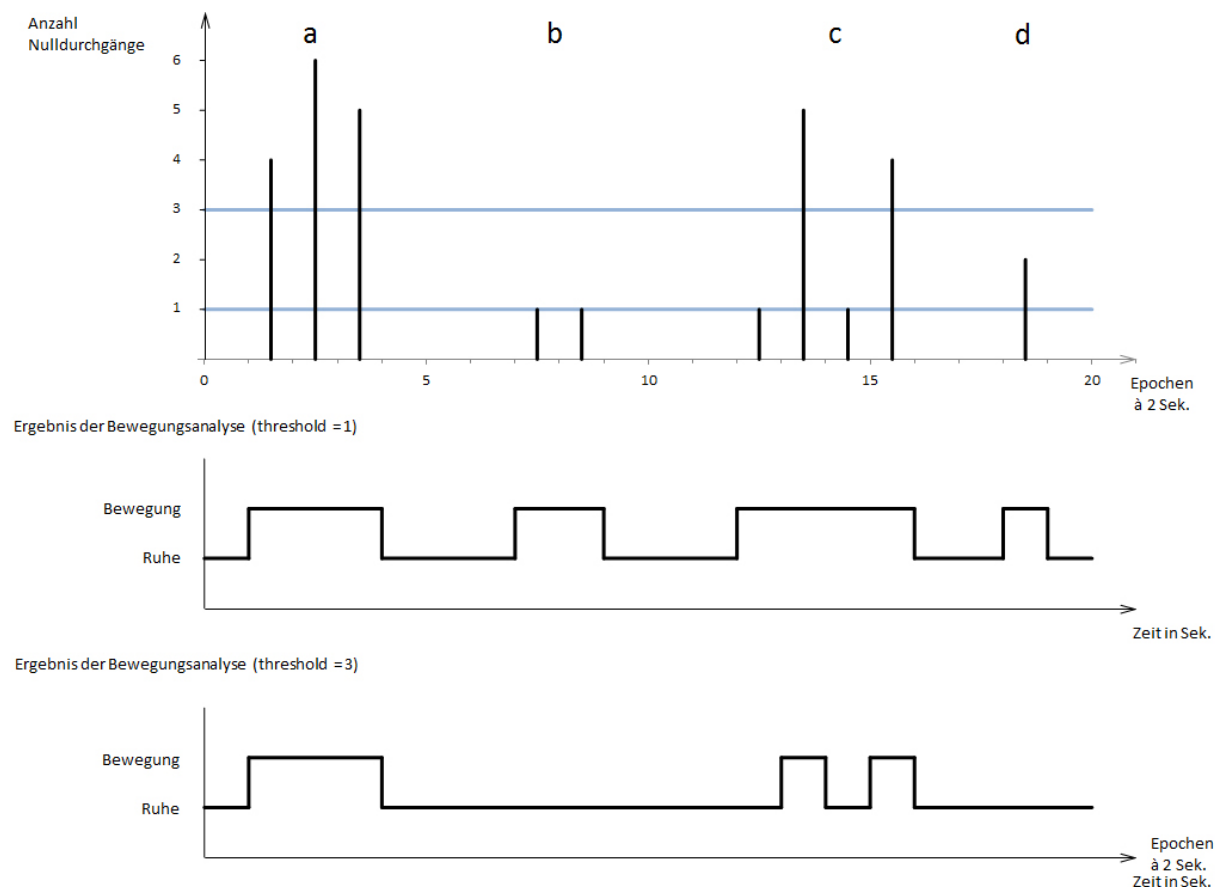 Anzahl
Nulldurchgänge
a b c d
6
5
4
3
2
1
0 5 10 15 20
Epochen
à 2 Sek.
Ergebnis der Bewegungsanalyse (threshold =1)
Bewegung
Ruhe
Zeit in Sek.
Ergebnis der Bewegungsanalyse (threshold =3)
Bewegung
Ruhe
Epochen
à 2 Sek.
Zeit in Sek.